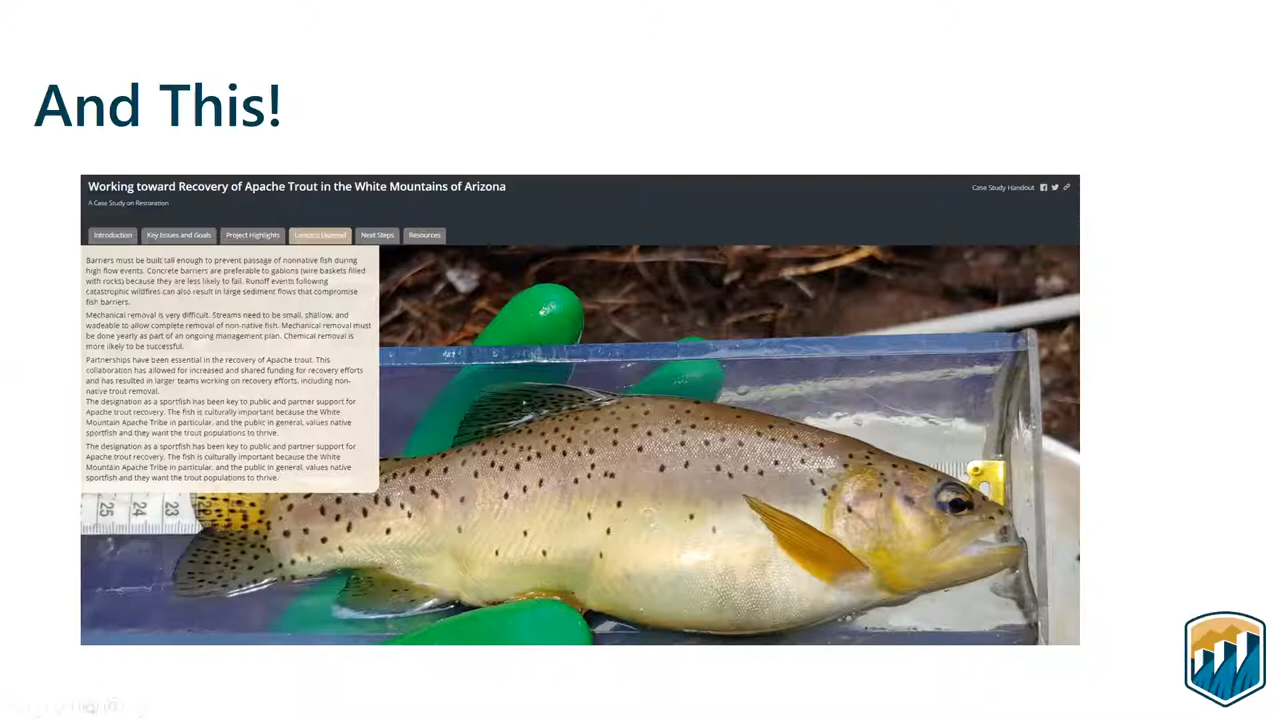 And This!
Working toward Recovery of Apache Trout in the White Mountains of Arizona
A Case Study on Restoration
Case Study Handout
Introduction
Key Issues and Goals
Project Highlights
Lessons Learned
Next Steps
Resources
Barriers must be built tall enough to prevent passage of nonnative fish during
high flow events. Concrete barriers are preferable to gabions (wire baskets filled
with rocks) because they are less likely to fail. Runoff events following
catastrophic wildfires can also result in large sediment flows that compromise
fish barriers.
Mechanical removal is very difficult. Streams need to be small, shallow, and
wadeable to allow complete removal of non-native fish. Mechanical removal must
be done yearly as part of an ongoing management plan. Chemical removal is
more likely to be successful.
Partnerships have been essential in the recovery of Apache trout. This
collaboration has allowed for increased and shared funding for recovery efforts
and has resulted in larger teams working on recovery efforts, including non-
native trout removal.
The designation as a sportfish has been key to public and partner support for
Apache trout recovery. The fish is culturally important because the White
Mountain Apache Tribe in particular, and the public in general, values native
sportfish and they want the trout populations to thrive.
The designation as a sportfish has been key to public and partner support for
Apache trout recovery. The fish is culturally important because the White
Mountain Apache Tribe in particular, and the public in general, values native
sportfish and they want the trout populations to thrive.
25 24 23